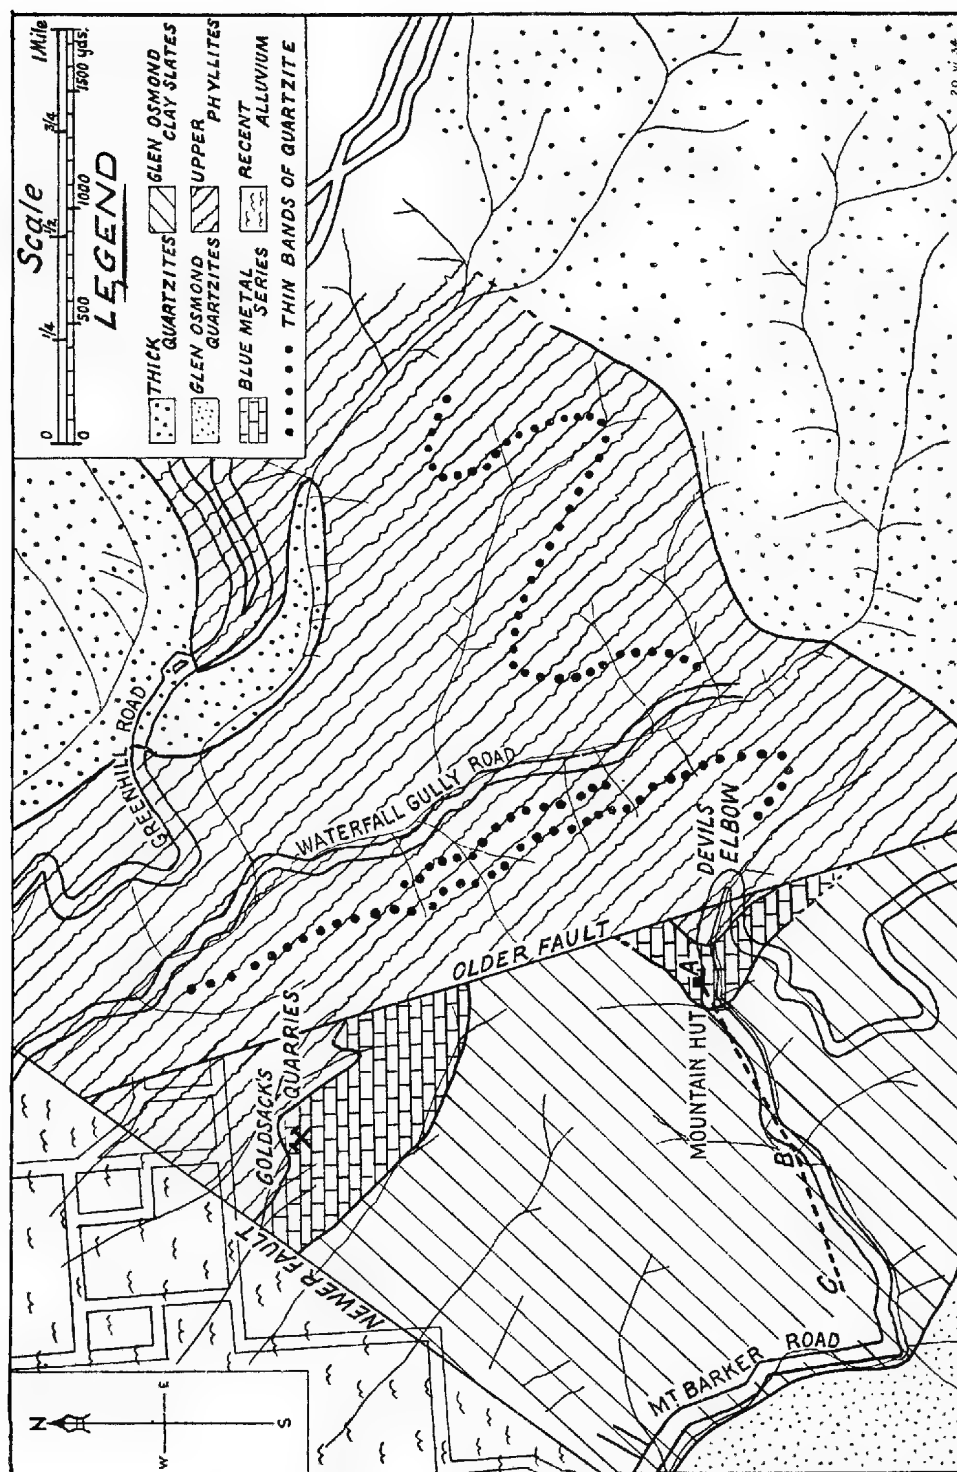 Scale
0 1/4 1/2 3/4 1 Mile
0 500 1000 1500 yds.
LEGEND
THICK
QUARTZITES
GLEN OSMOND
CLAY SLATES
GLEN OSMOND
QUARTZITES
UPPER
PHYLLITES
BLUE METAL
SERIES
RECENT
ALLUVIUM
THIN BANDS OF QUARTZITE
GREENHILL ROAD
WATERFALL GULLY ROAD
OLDER FAULT
DEVILS
ELBOW
GOLDSACKS
QUARRIES
MOUNTAIN HUT
A
B
C
NEWER FAULT
MT. BARKER ROAD
N
W E
S